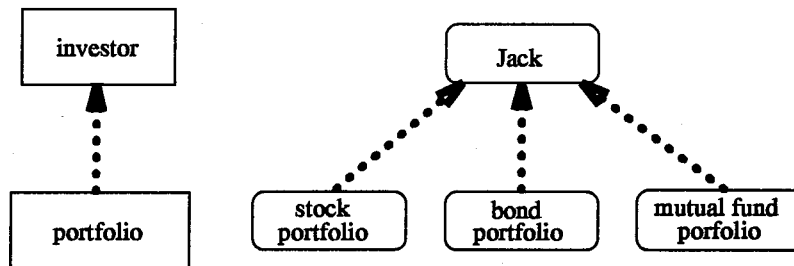 investor
Jack
portfolio
stock
portfolio
bond
portfolio
mutual fund
porfolio